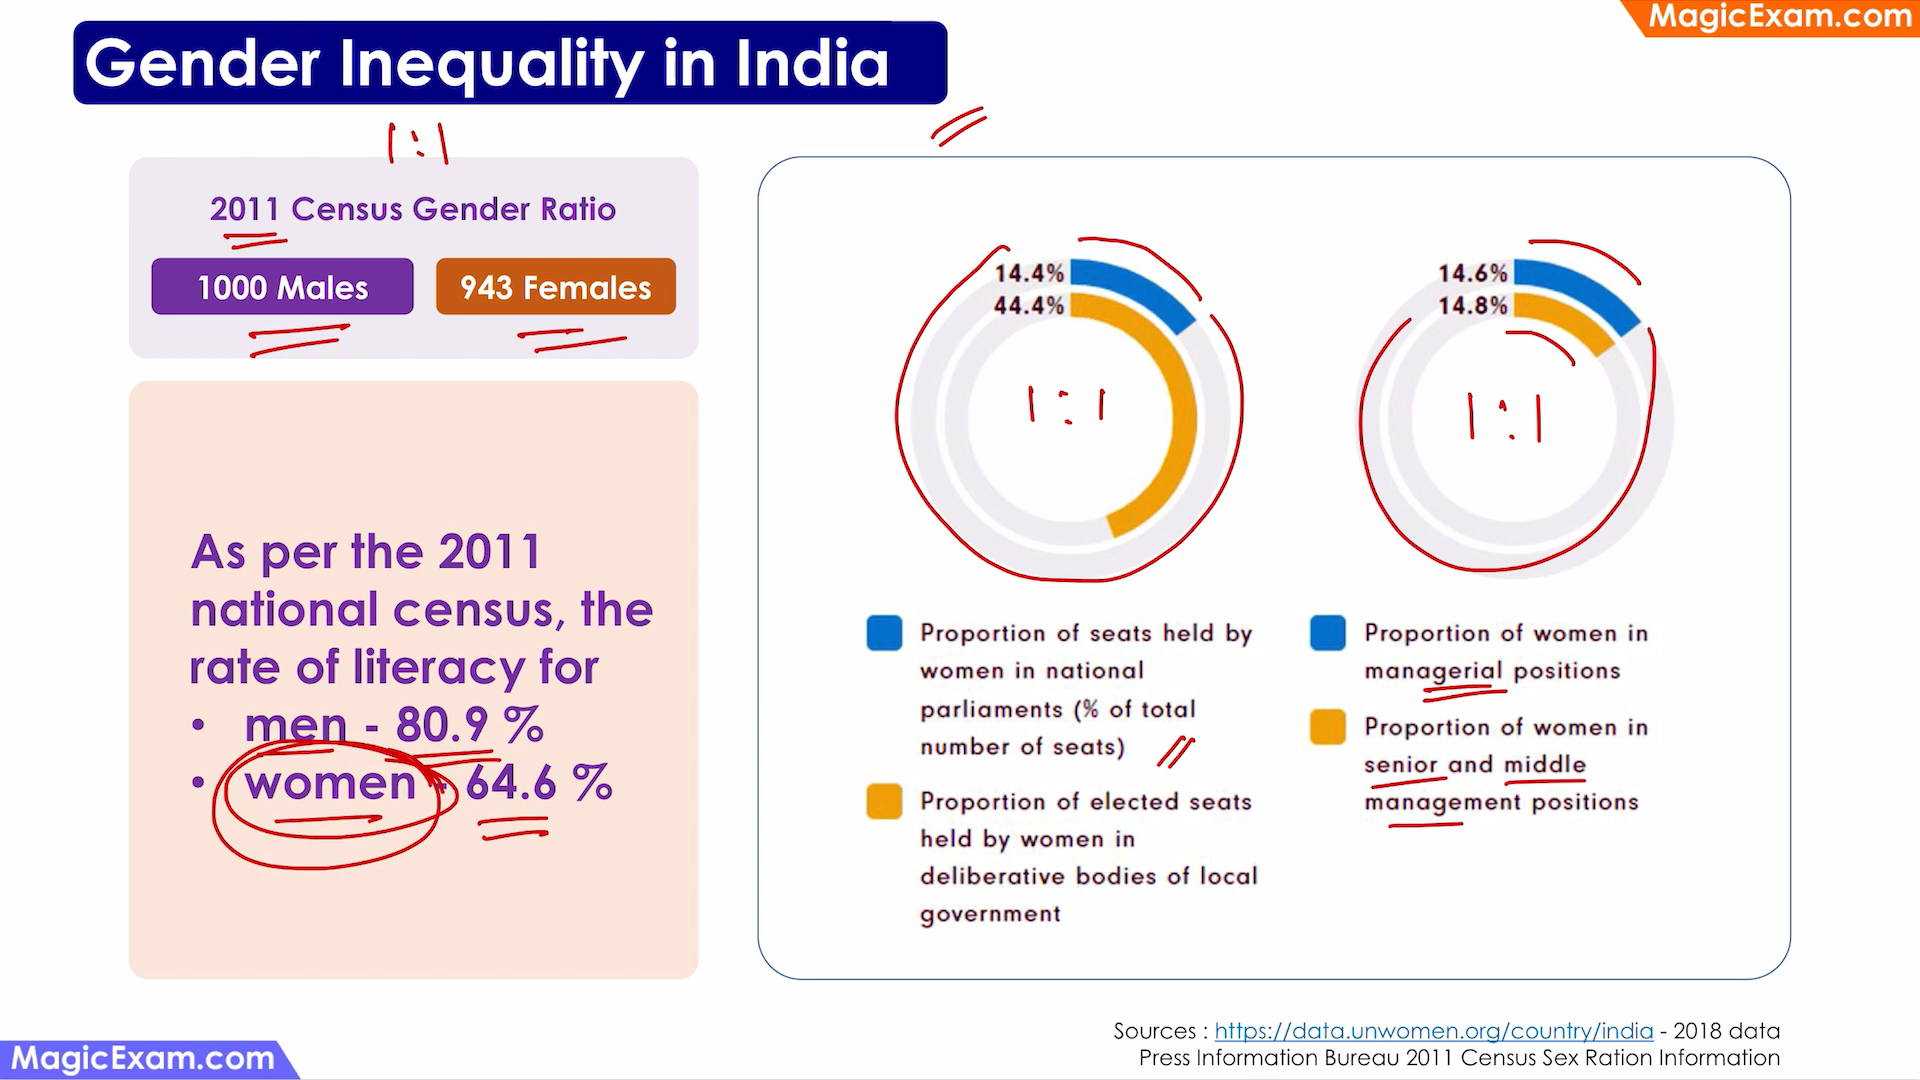 MagicExam.com
Gender Inequality in India
1:1
2011 Census Gender Ratio
1000 Males
943 Females
As per the 2011
national census, the
rate of literacy for
• men - 80.9 %
• women - 64.6 %
14.4%
44.4%
1:1
Proportion of seats held by
women in national
parliaments (% of total
number of seats)
Proportion of elected seats
held by women in
deliberative bodies of local
government
14.6%
14.8%
1:1
Proportion of women in
managerial positions
Proportion of women in
senior and middle
management positions
Sources : https://data.unwomen.org/country/india - 2018 data
Press Information Bureau 2011 Census Sex Ration Information
MagicExam.com